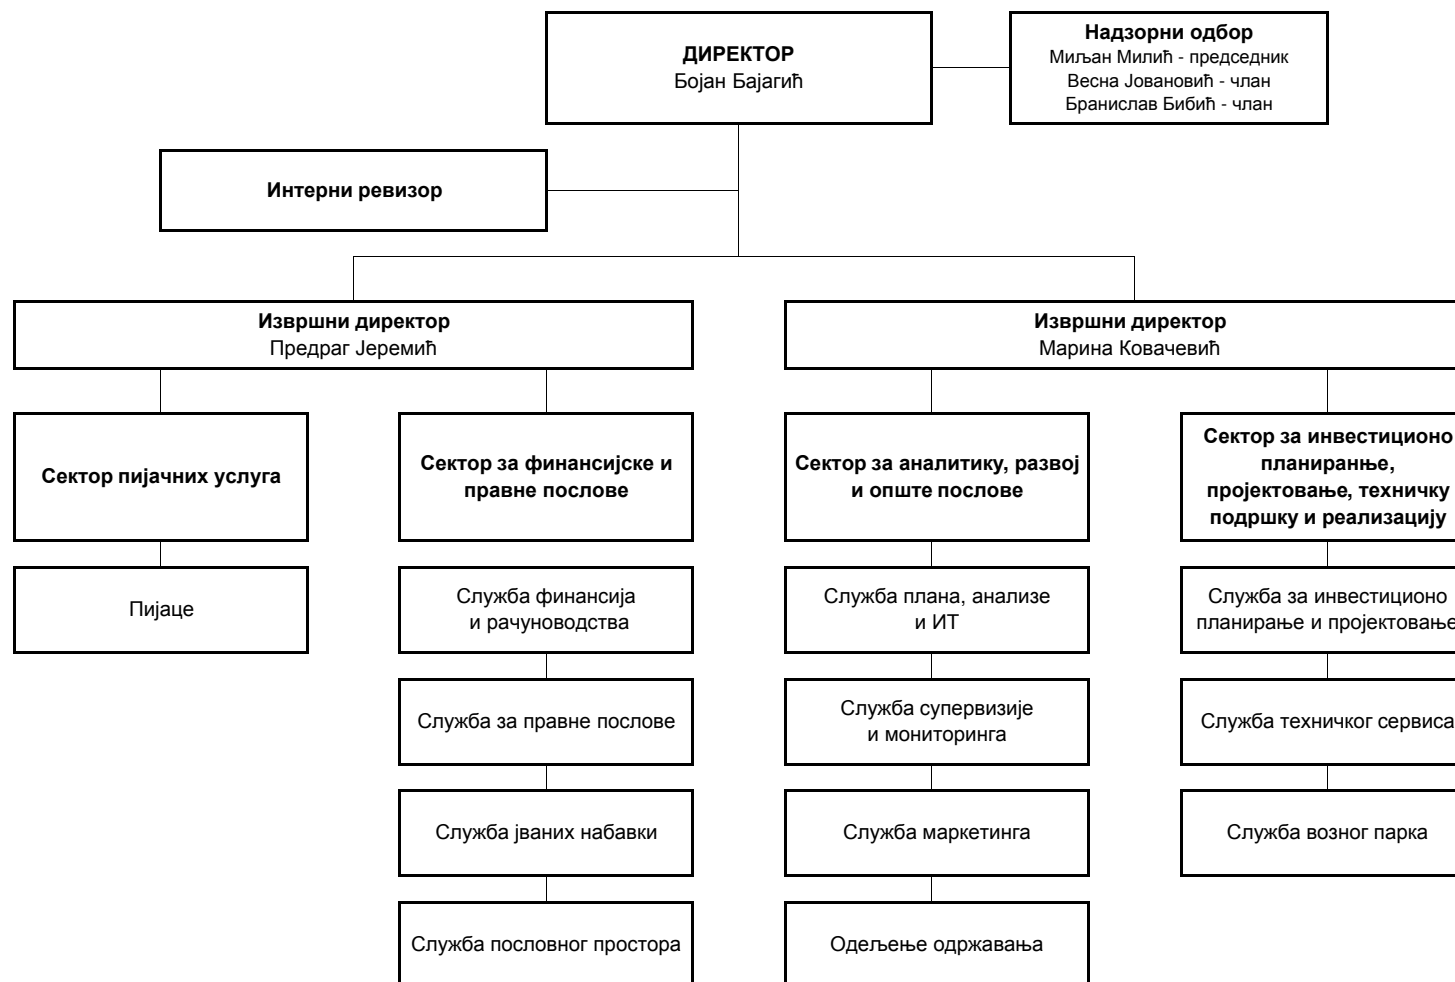 ДИРЕКТОР
Бојан Бајагић
Надзорни одбор
Миљан Милић - председник
Весна Јовановић - члан
Бранислав Бибић - члан
Интерни ревизор
Извршни директор
Предраг Јеремић
Извршни директор
Марина Ковачевић
Сектор пијачних услуга
Сектор за финансијске и
правне послове
Сектор за аналитику, развој
и опште послове
Сектор за инвестиционо
планиранње,
пројектовање, техничку
подршку и реализацију
Пијаце
Служба финансија
и рачуноводства
Служба плана, анализе
и ИТ
Служба за инвестиционо
планирање и пројектовање
Служба за правне послове
Служба супервизије
и мониторинга
Служба техничког сервиса
Служба јваних набавки
Служба маркетинга
Служба возног парка
Служба пословног простора
Одељење одржавања